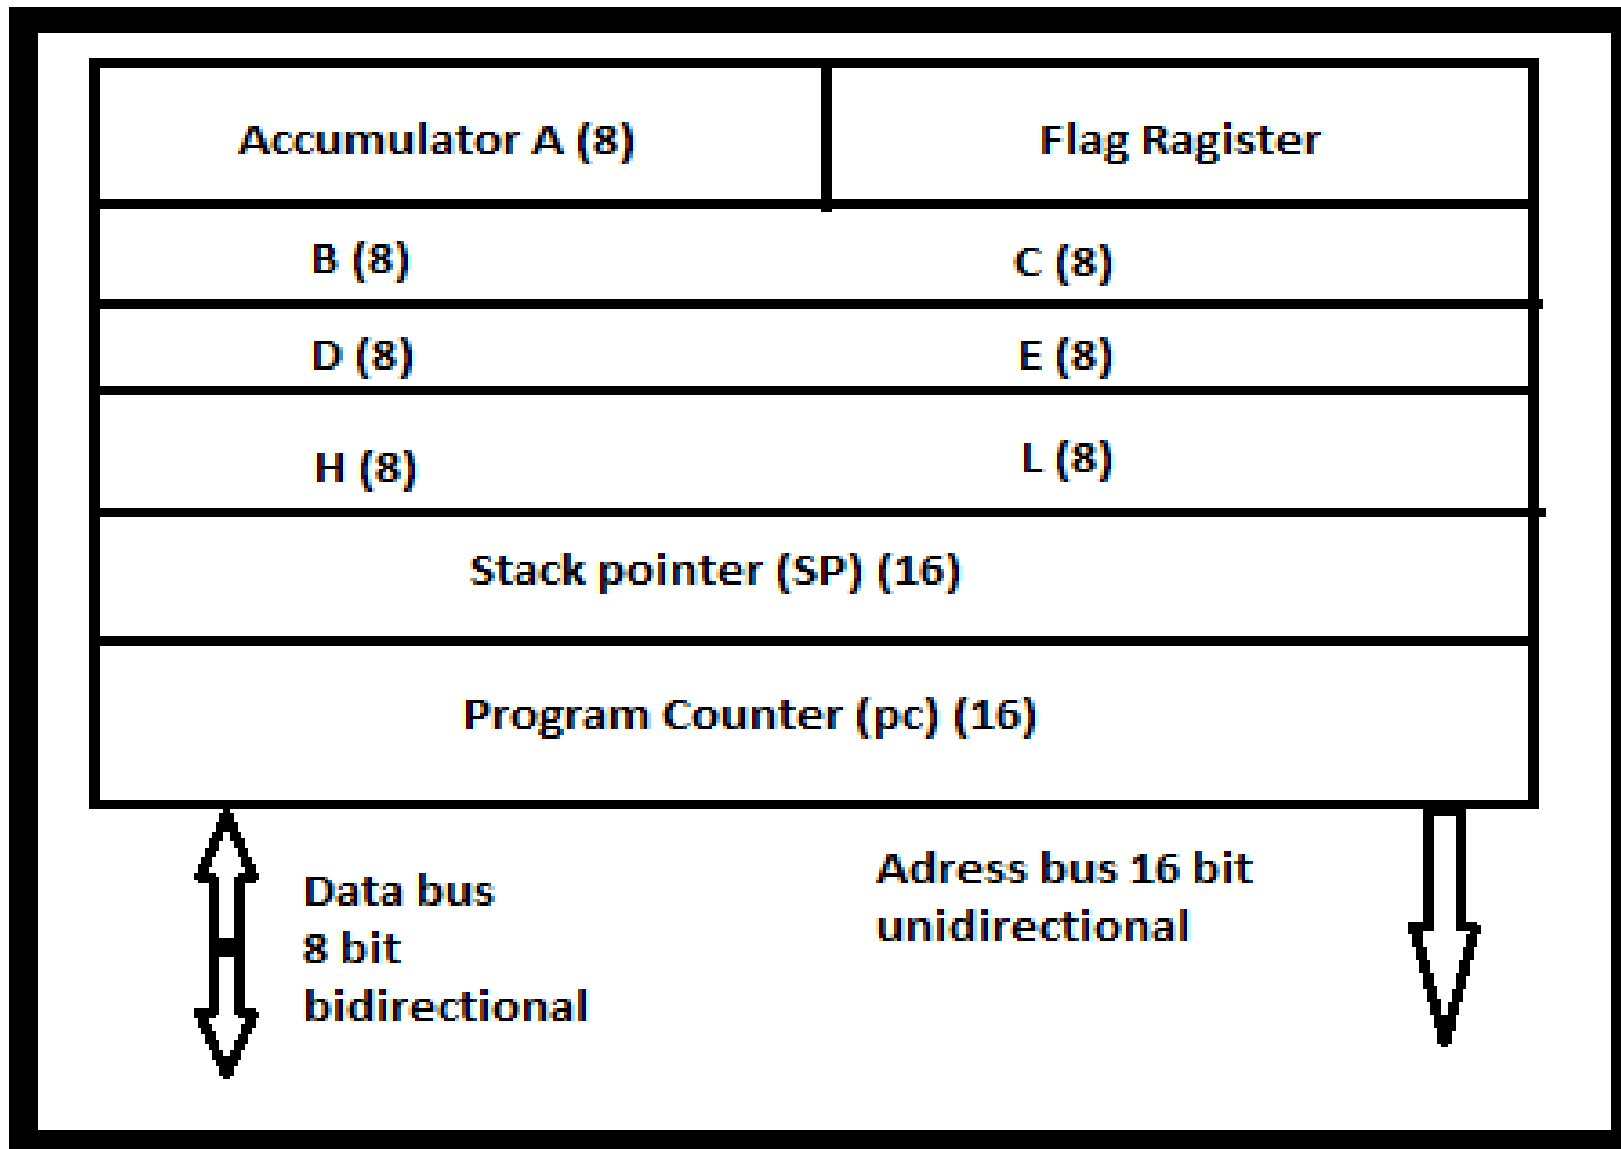 Accumulator A (8)
Flag Ragister
B (8)
C (8)
D (8)
E (8)
H (8)
L (8)
Stack pointer (SP) (16)
Program Counter (pc) (16)
Data bus
8 bit
bidirectional
Adress bus 16 bit
unidirectional